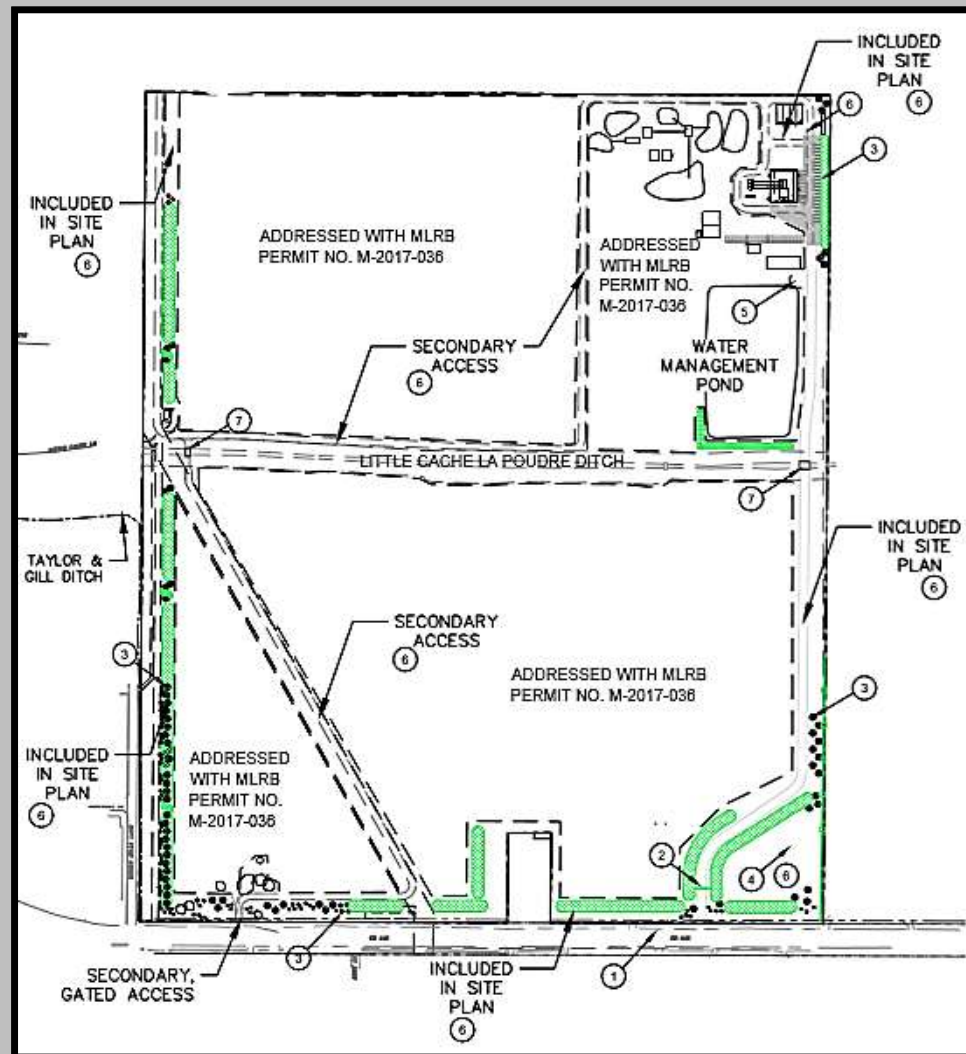 INCLUDED
IN SITE
PLAN
6
6
3
INCLUDED
IN SITE
PLAN
6
ADDRESSED WITH MLRB
PERMIT NO. M-2017-036
ADDRESSED
WITH MLRB
PERMIT NO.
M-2017-036
5
SECONDARY
ACCESS
6
WATER
MANAGEMENT
POND
7
LITTLE CACHE LA POUDRE DITCH
7
TAYLOR &
GILL DITCH
INCLUDED
IN SITE
PLAN
6
SECONDARY
ACCESS
6
3
ADDRESSED WITH MLRB
PERMIT NO. M-2017-036
3
INCLUDED
IN SITE
PLAN
6
ADDRESSED
WITH MLRB
PERMIT NO.
M-2017-036
2
4
6
SECONDARY,
GATED ACCESS
3
INCLUDED
IN SITE
PLAN
6
1